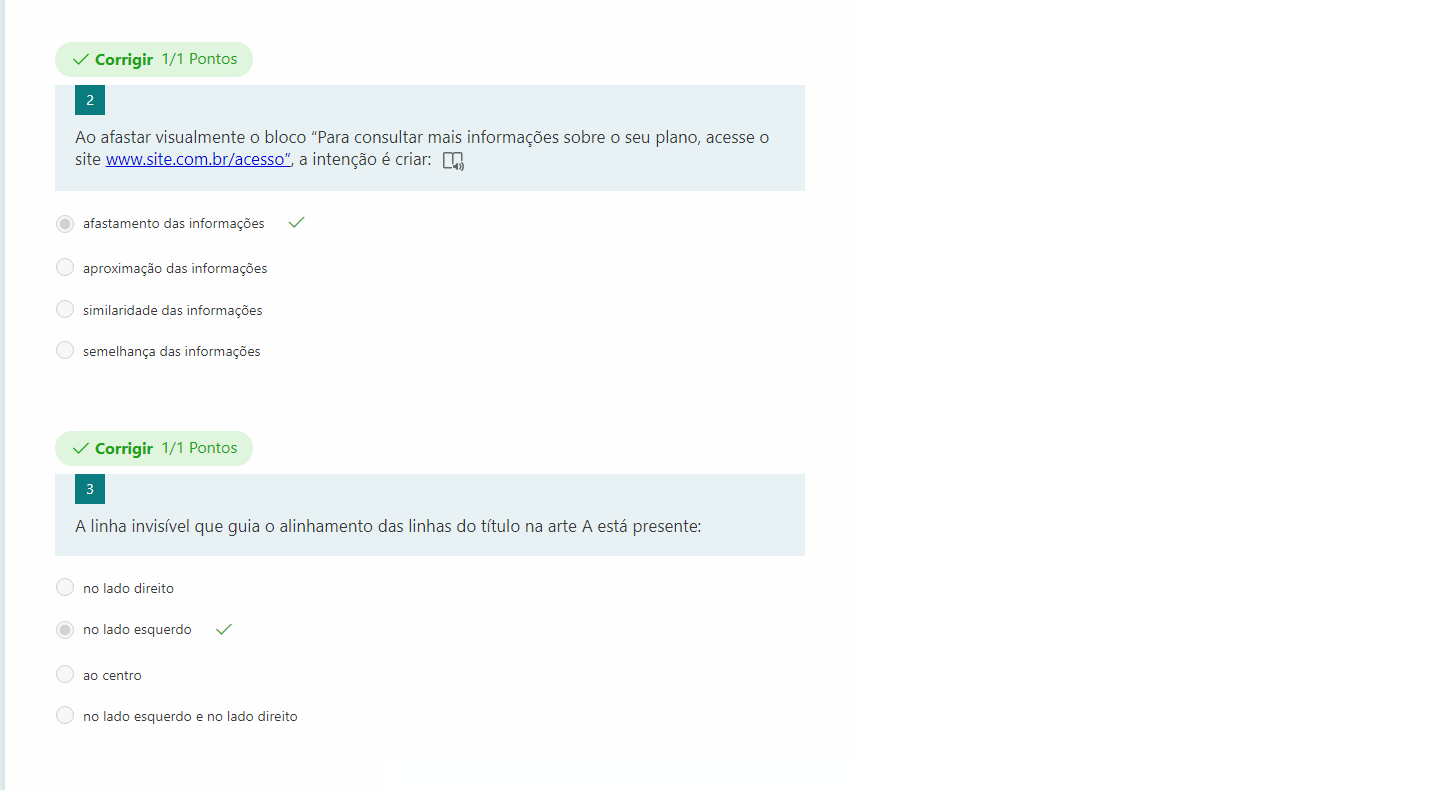 Corrigir 1/1 Pontos
2
Ao afastar visualmente o bloco “Para consultar mais informações sobre o seu plano, acesse o
site www.site.com.br/acesso”, a intenção é criar:
afastamento das informações
aproximação das informações
similaridade das informações
semelhança das informações
Corrigir 1/1 Pontos
3
A linha invisível que guia o alinhamento das linhas do título na arte A está presente:
no lado direito
no lado esquerdo
ao centro
no lado esquerdo e no lado direito